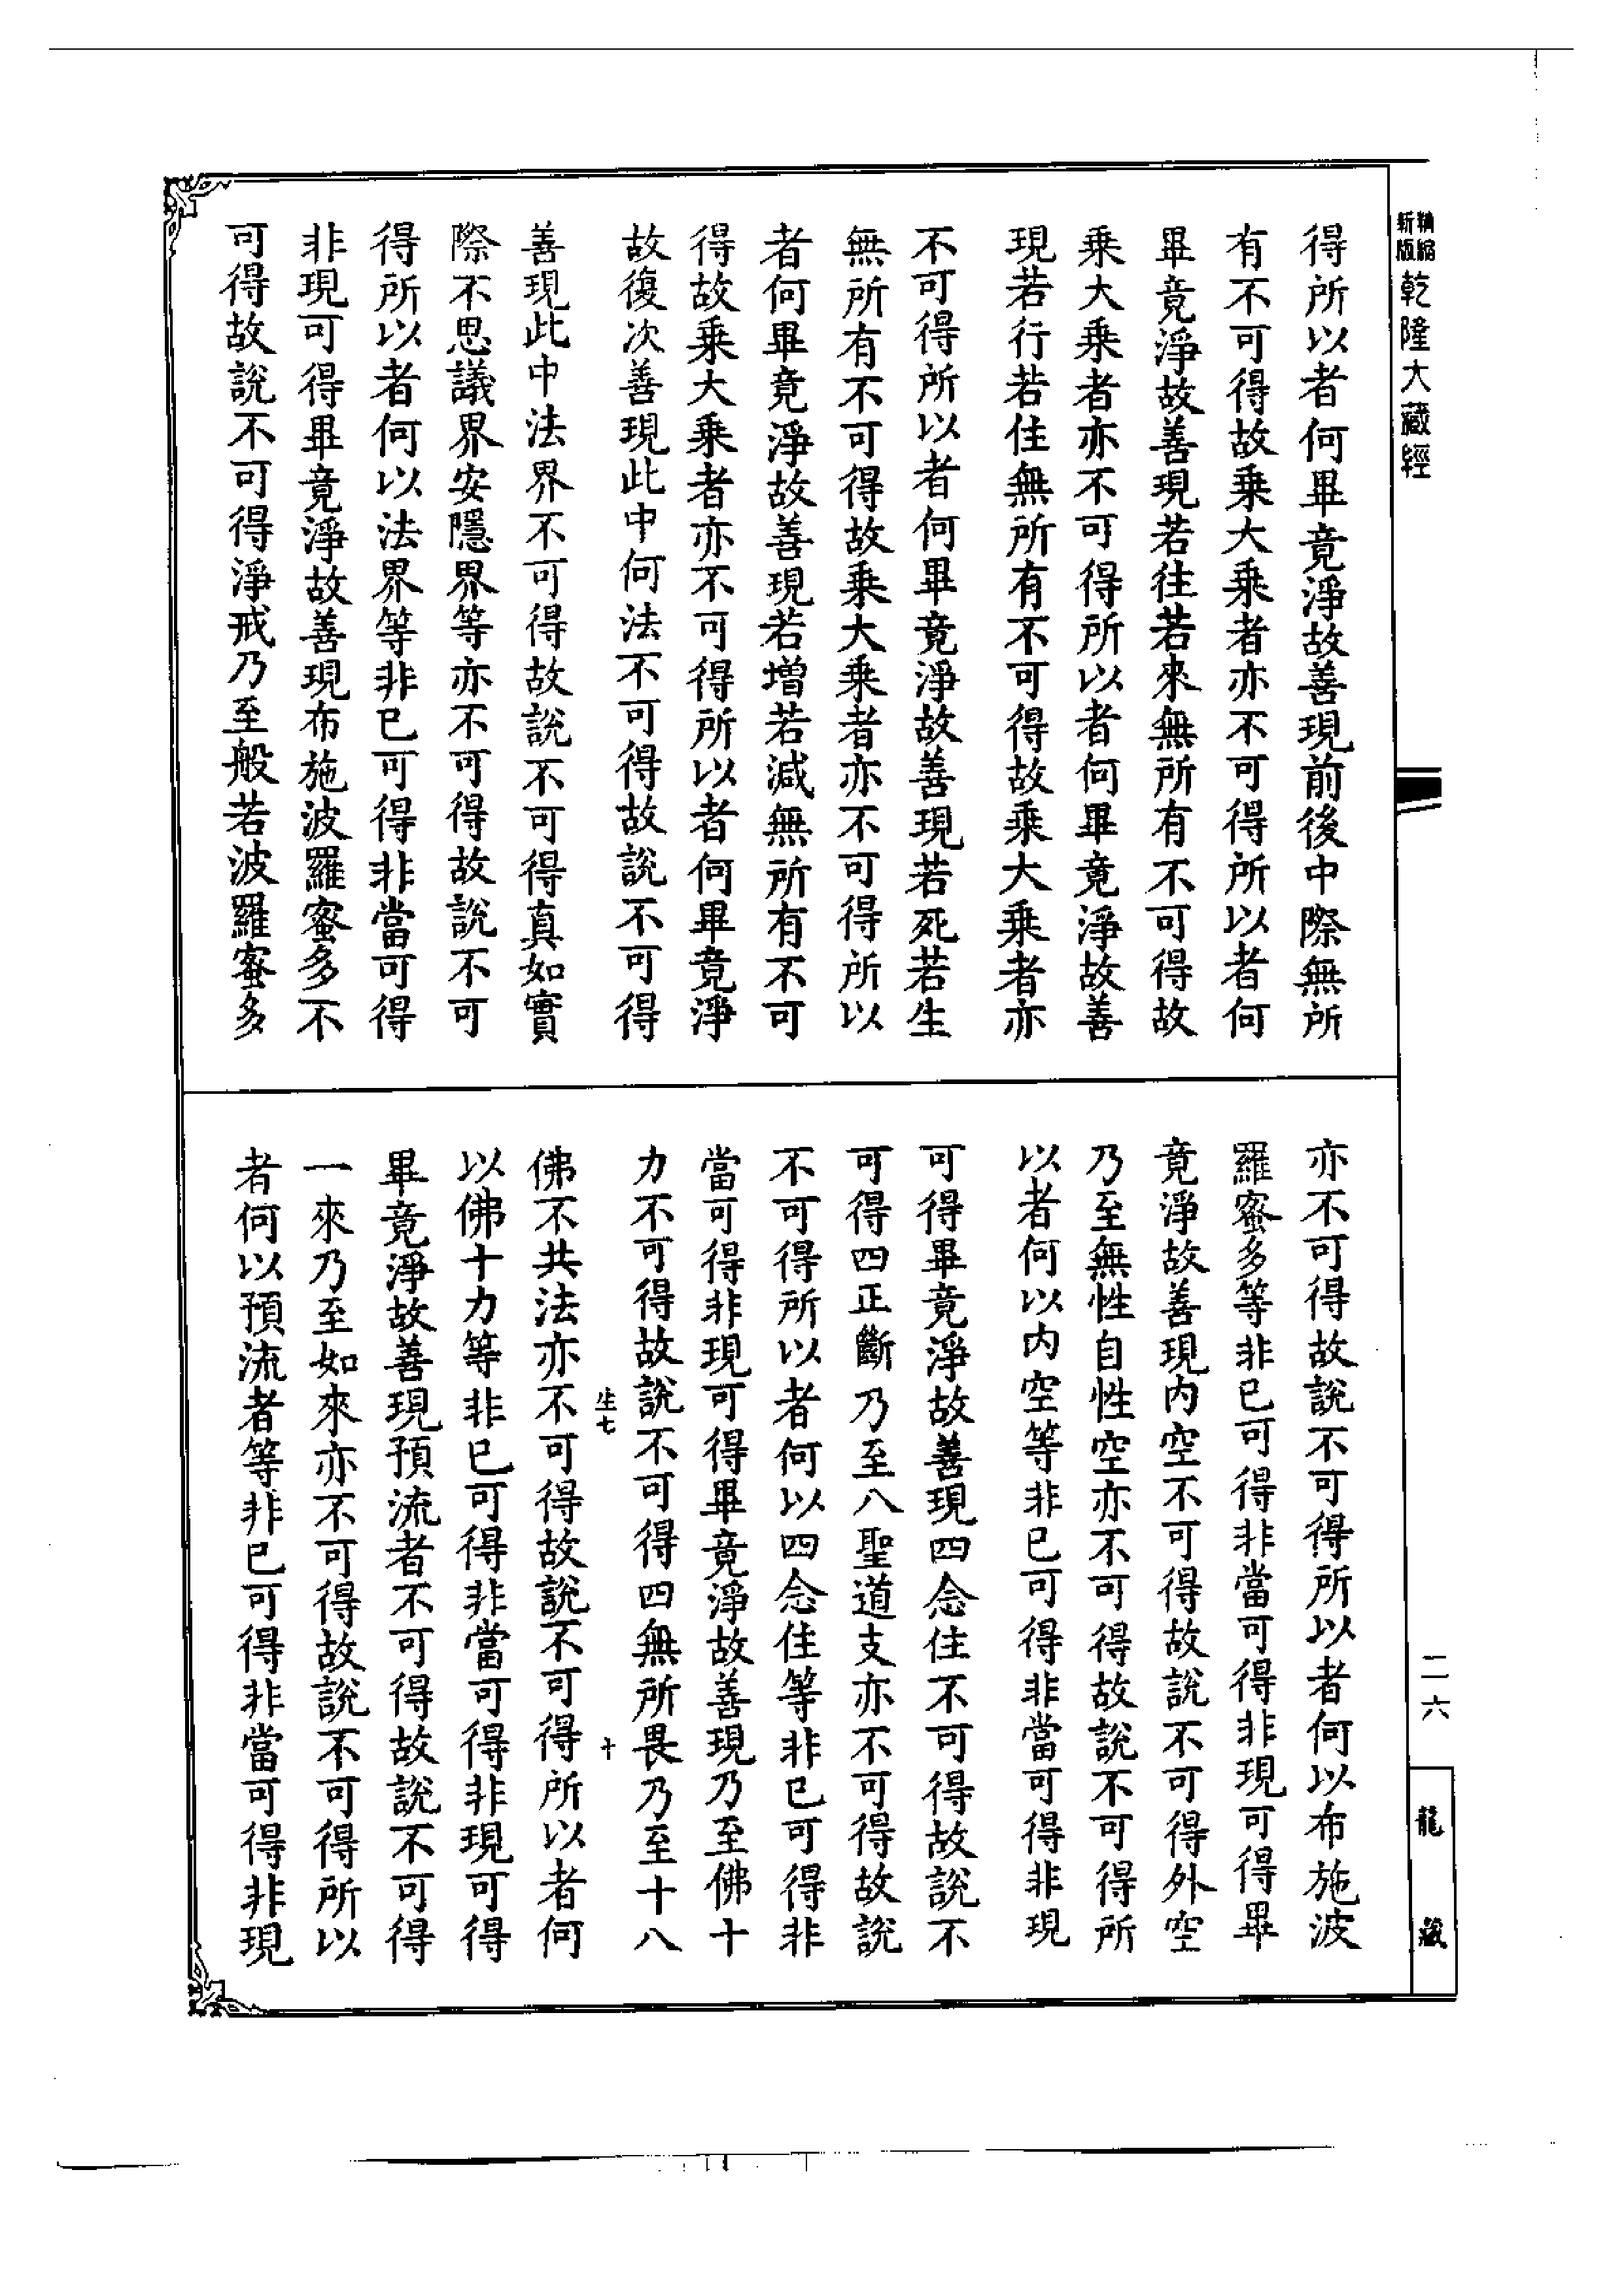 精縮
新版
乾隆大藏經
得所以者何畢竟淨故善現前後中際無所
有不可得故乘大乘者亦不可得所以者何
畢竟淨故善現若往若來無所有不可得故
乘大乘者亦不可得所以者何畢竟淨故善
現若行若住無所有不可得故乘大乘者亦
不可得所以者何畢竟淨故善現若死若生
無所有不可得故乘大乘者亦不可得所以
者何畢竟淨故善現若增若減無所有不可
得故乘大乘者亦不可得所以者何畢竟淨
故復次善現此中何法不可得故說不可得
善現此中法界不可得故說不可得真如實
際不思議界安隱界等亦不可得故說不可
得所以者何以法界等非已可得非當可得
非現可得畢竟淨故善現布施波羅蜜多不
可得故說不可得淨戒乃至般若波羅蜜多
亦不可得故說不可得所以者何以布施波
羅蜜多等非已可得非當可得非現可得畢
竟淨故善現內空不可得故說不可得外空
乃至無性自性空亦不可得故說不可得所
以者何以內空等非已可得非當可得非現
可得畢竟淨故善現四念住不可得故說不
可得四正斷乃至八聖道支亦不可得故說
不可得所以者何以四念住等非已可得非
當可得非現可得畢竟淨故善現乃至佛十
力不可得故說不可得四無所畏乃至十八
坐七 十
佛不共法亦不可得故說不可得所以者何
以佛十力等非已可得非當可得非現可得
畢竟淨故善現預流者不可得故說不可得
一來乃至如來亦不可得故說不可得所以
者何以預流者等非已可得非當可得非現
二六
龍藏